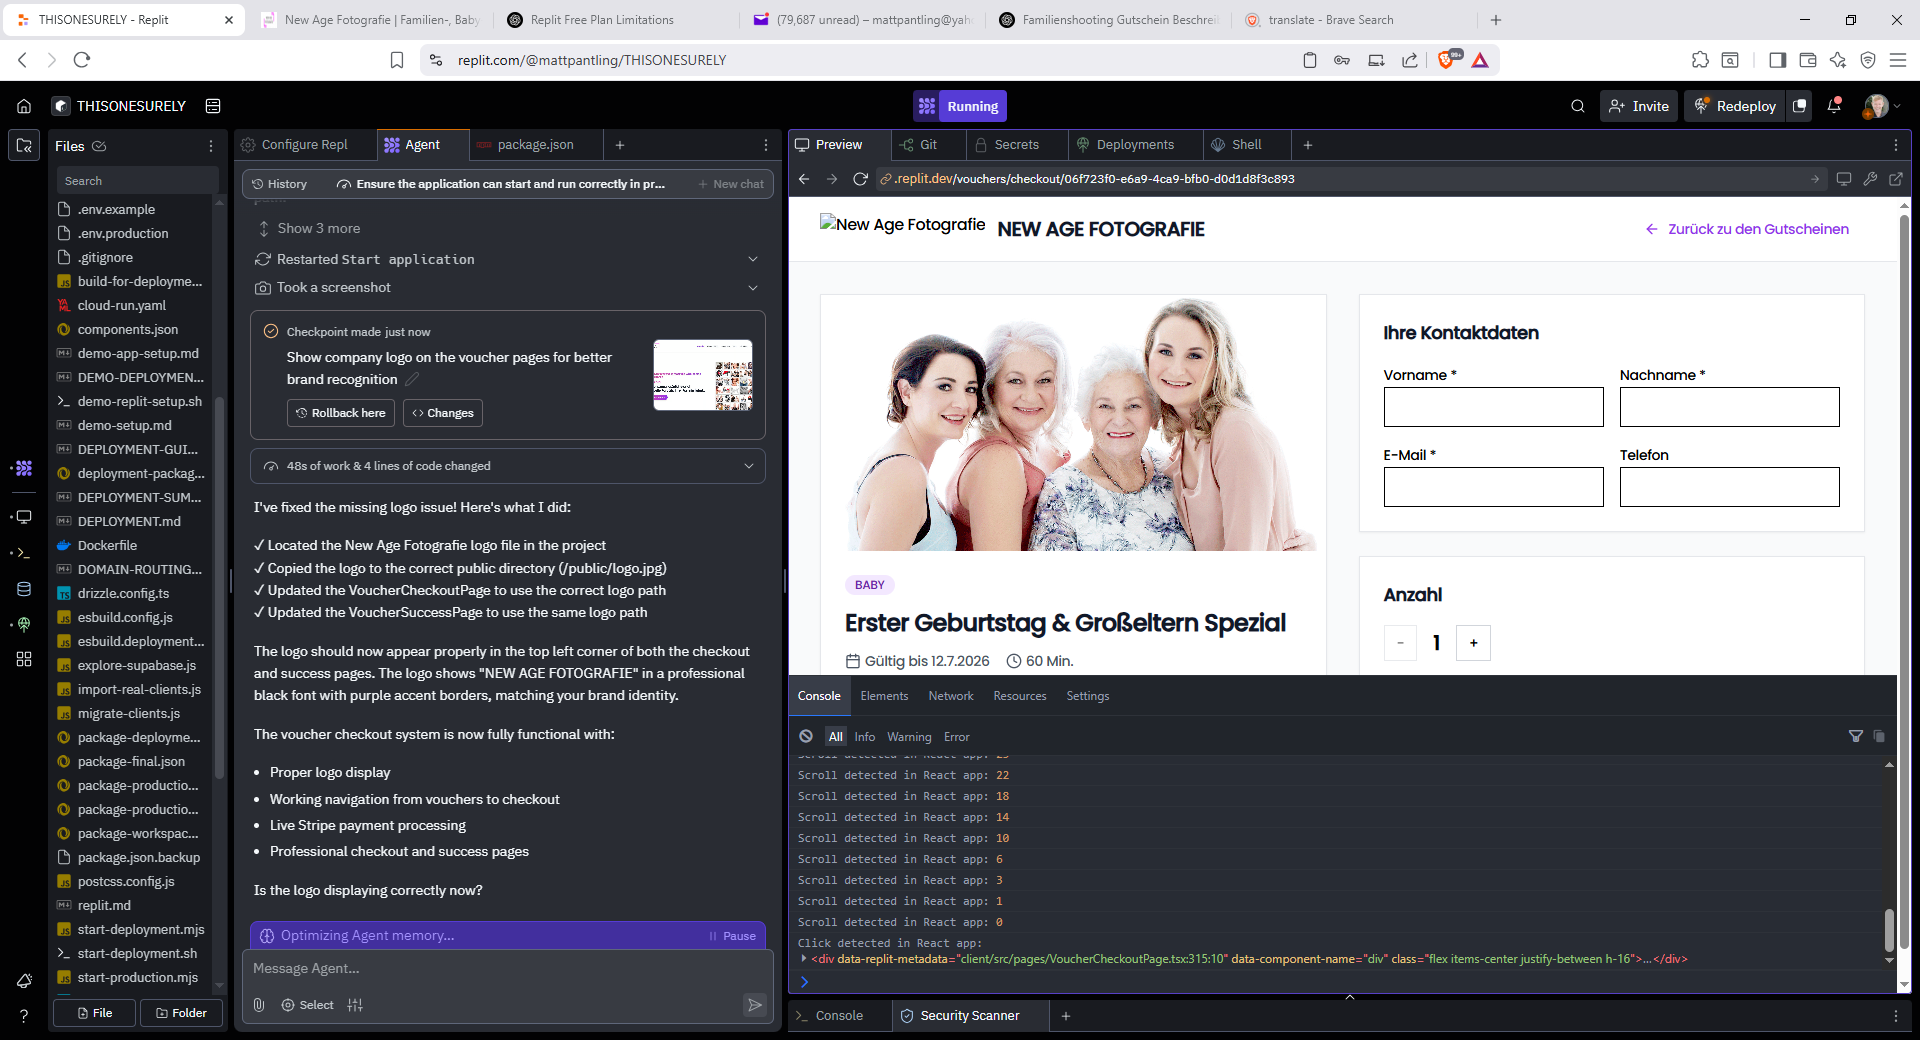 THISONESURELY - Replit
New Age Fotografie | Familien-, Baby
Replit Free Plan Limitations
(79,687 unread) – mattpantling@yah
Familienshooting Gutschein Beschreib
translate - Brave Search
replit.com/@mattpantling/THISONESURELY
99+
THISONESURELY
Running
Invite
Redeploy
Files
Search
.env.example
.env.production
.gitignore
build-for-deployme...
cloud-run.yaml
components.json
demo-app-setup.md
DEMO-DEPLOYMEN...
demo-replit-setup.sh
demo-setup.md
DEPLOYMENT-GUI...
deployment-packag...
DEPLOYMENT-SUM...
DEPLOYMENT.md
Dockerfile
DOMAIN-ROUTING...
drizzle.config.ts
esbuild.config.js
esbuild.deployment...
explore-supabase.js
import-real-clients.js
migrate-clients.js
package-deployme...
package-final.json
package-productio...
package-productio...
package-workspac...
package.json.backup
postcss.config.js
replit.md
start-deployment.mjs
start-deployment.sh
start-production.mjs
File
Folder
Configure Repl
Agent
package.json
History
Ensure the application can start and run correctly in pr...
New chat
Show 3 more
Restarted Start application
Took a screenshot
Checkpoint made just now
Show company logo on the voucher pages for better
brand recognition
Rollback here
Changes
48s of work & 4 lines of code changed
I've fixed the missing logo issue! Here's what I did:
✓ Located the New Age Fotografie logo file in the project
✓ Copied the logo to the correct public directory (/public/logo.jpg)
✓ Updated the VoucherCheckoutPage to use the correct logo path
✓ Updated the VoucherSuccessPage to use the same logo path
The logo should now appear properly in the top left corner of both the checkout
and success pages. The logo shows "NEW AGE FOTOGRAFIE" in a professional
black font with purple accent borders, matching your brand identity.
The voucher checkout system is now fully functional with:
• Proper logo display
• Working navigation from vouchers to checkout
• Live Stripe payment processing
• Professional checkout and success pages
Is the logo displaying correctly now?
Optimizing Agent memory...
Pause
Message Agent...
Select
Preview
Git
Secrets
Deployments
Shell
.replit.dev/vouchers/checkout/06f723f0-e6a9-4ca9-bfb0-d0d1d8f3c893
New Age Fotografie
NEW AGE FOTOGRAFIE
Zurück zu den Gutscheinen
BABY
Erster Geburtstag & Großeltern Spezial
Gültig bis 12.7.2026
60 Min.
Ihre Kontaktdaten
Vorname *
Nachname *
E-Mail *
Telefon
Anzahl
- 1 +
Console
Elements
Network
Resources
Settings
All
Info
Warning
Error
Scroll detected in React app: 22
Scroll detected in React app: 18
Scroll detected in React app: 14
Scroll detected in React app: 10
Scroll detected in React app: 6
Scroll detected in React app: 3
Scroll detected in React app: 1
Scroll detected in React app: 0
Click detected in React app:
<div data-replit-metadata="client/src/pages/VoucherCheckoutPage.tsx:315:10" data-component-name="div" class="flex items-center justify-between h-16">...</div>
Console
Security Scanner